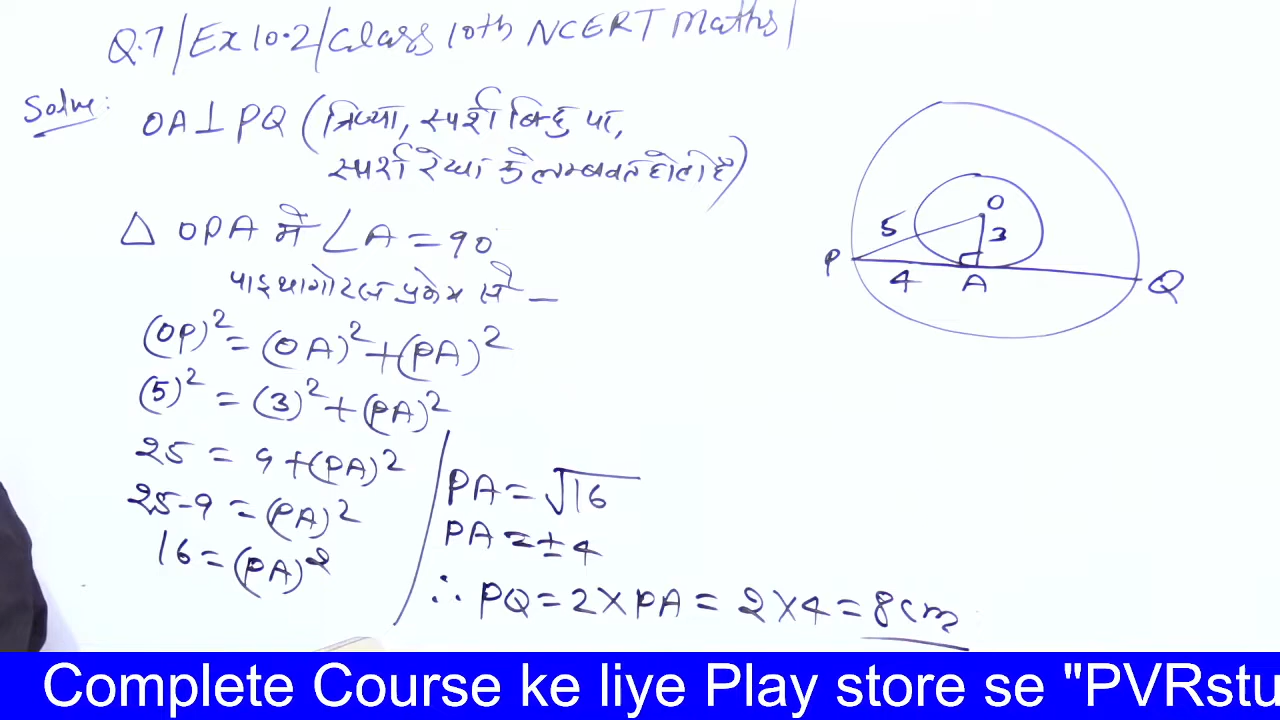 Q.7/Ex 10.2/Class 10th NCERT Maths/
Solve:
OA⊥PQ (त्रिज्या, स्पर्श बिन्दु पर,
स्पर्श रेखा के लम्बवत होती है)
△ OPA में ∠A = 90°
पाइथागोरस प्रमेय से —
(OP)² = (OA)² + (PA)²
(5)² = (3)² + (PA)²
25 = 9 + (PA)²
25-9 = (PA)²
16 = (PA)²
PA = √16
PA = ±4
∴ PQ = 2×PA = 2×4 = 8cm
O
5
3
P
4
A
Q
Complete Course ke liye Play store se "PVRstu